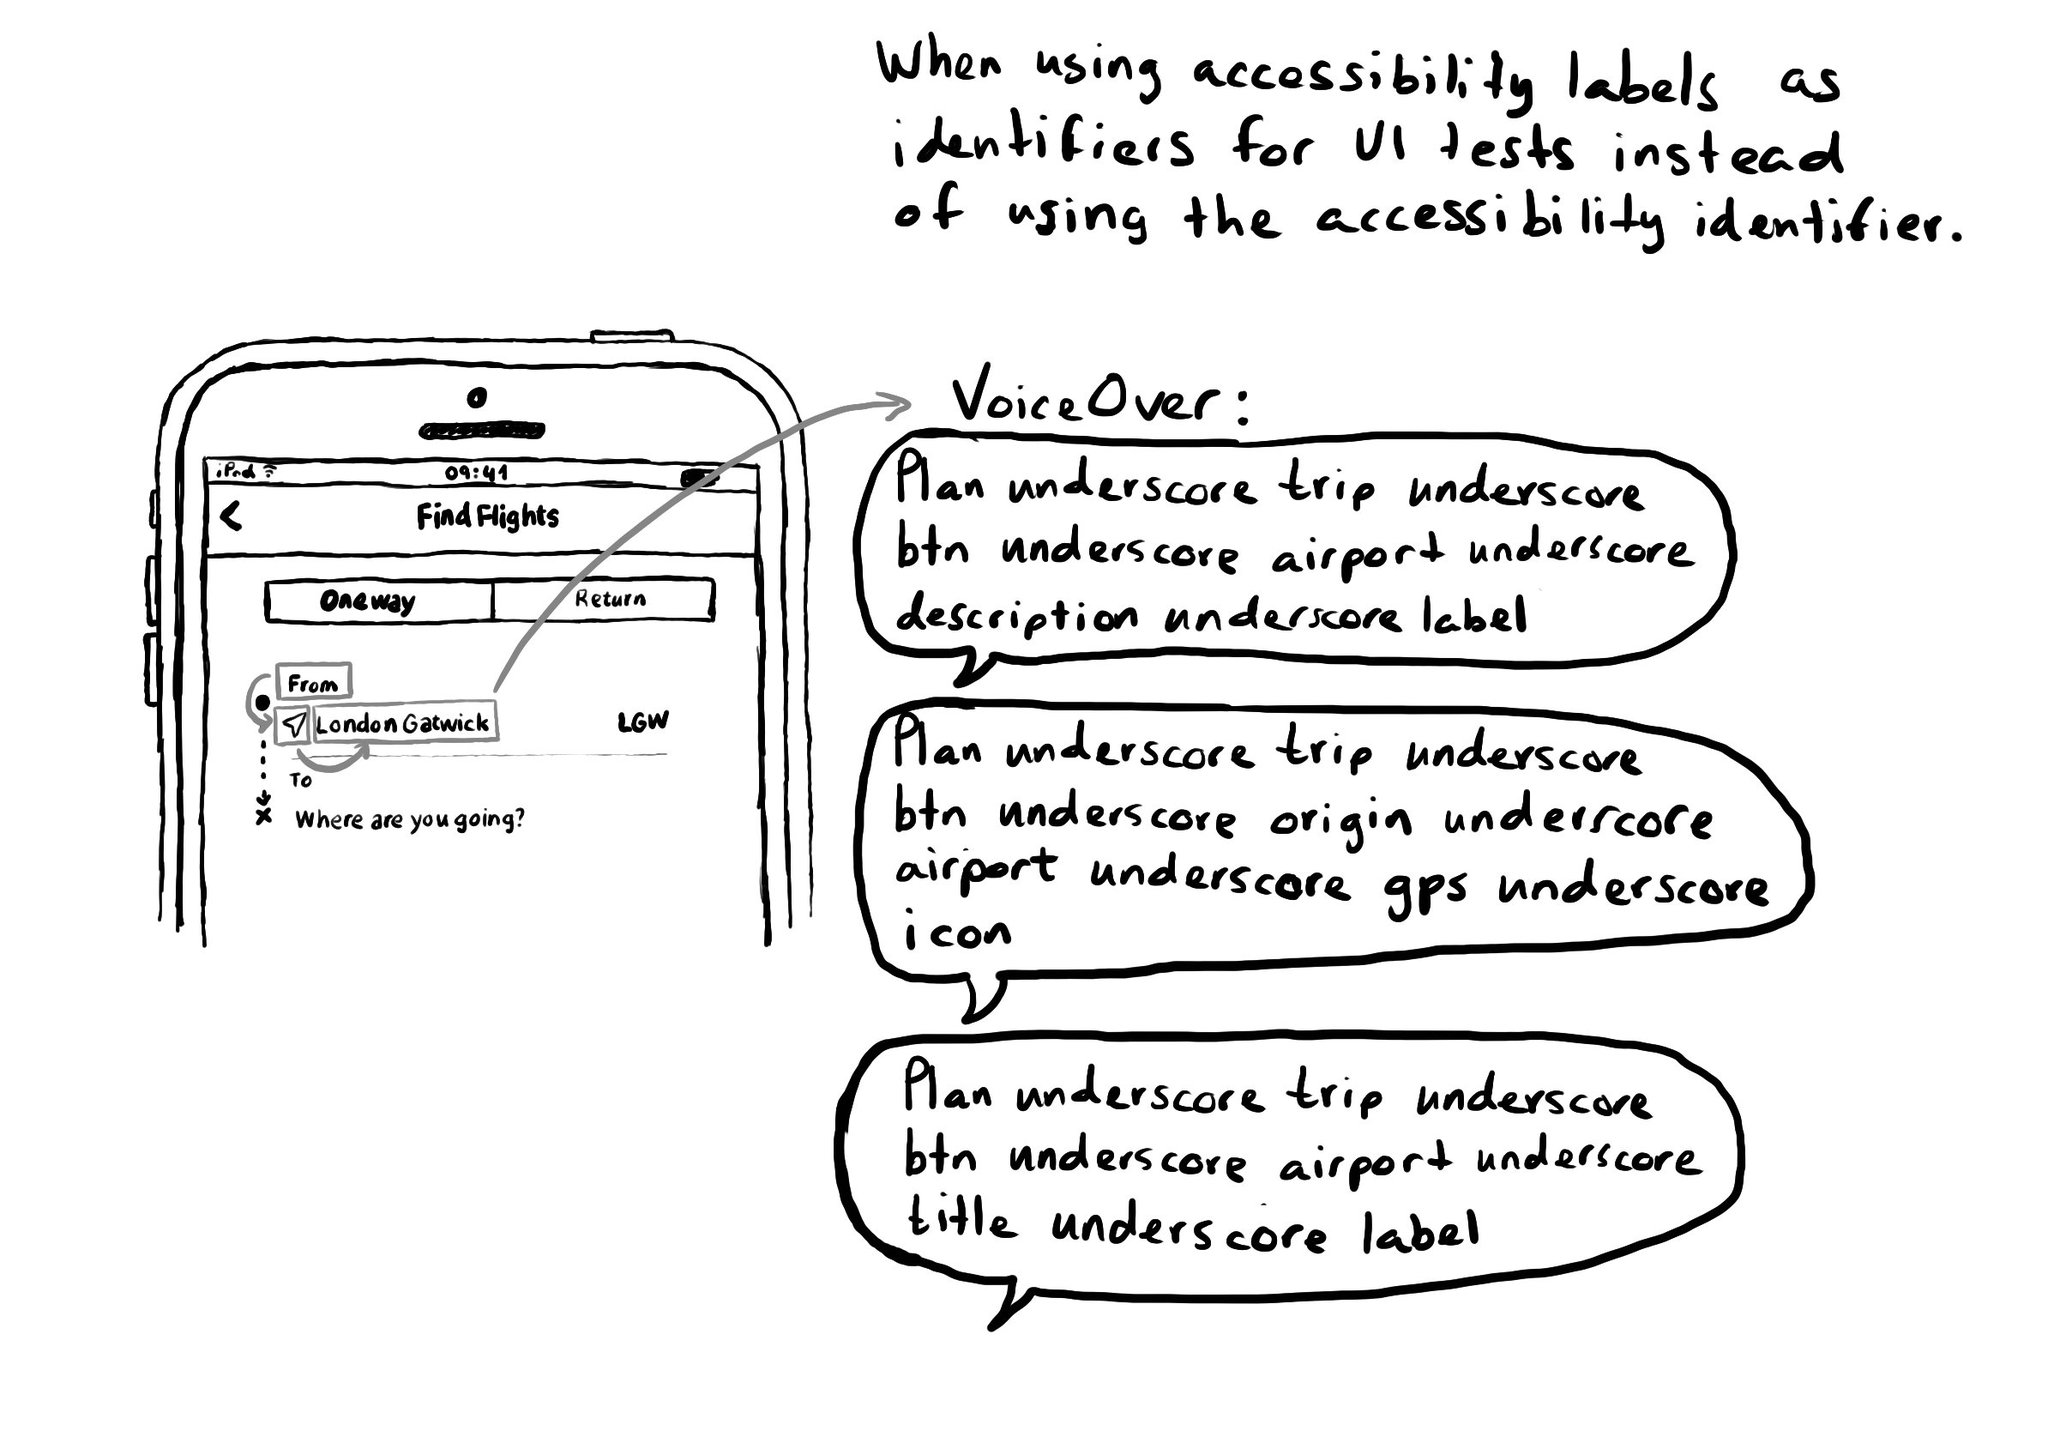 When using accessibility labels as
identifiers for UI tests instead
of using the accessibility identifier.
iPod 09:41
< Find Flights
One way Return
From
London Gatwick LGW
To
Where are you going?
VoiceOver:
Plan underscore trip underscore
btn underscore airport underscore
description underscore label
Plan underscore trip underscore
btn underscore origin underscore
airport underscore gps underscore
icon
Plan underscore trip underscore
btn underscore airport underscore
title underscore label